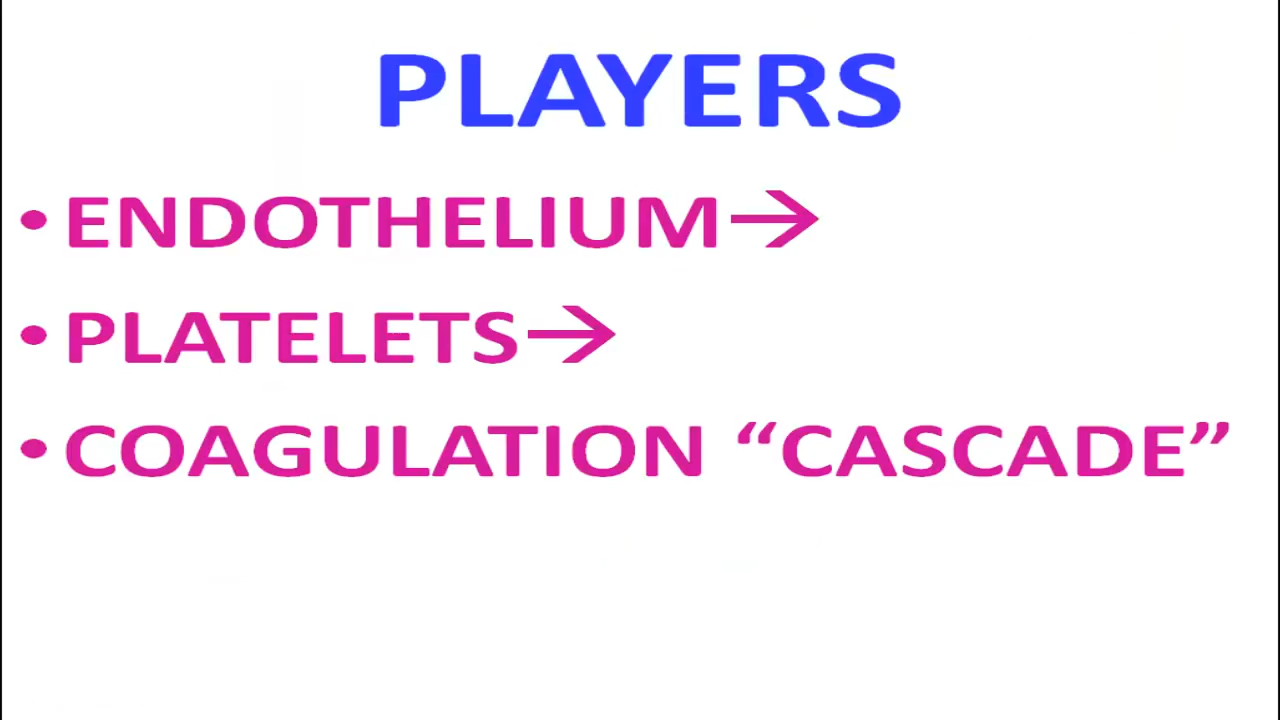 PLAYERS
• ENDOTHELIUM→
• PLATELETS→
• COAGULATION “CASCADE”